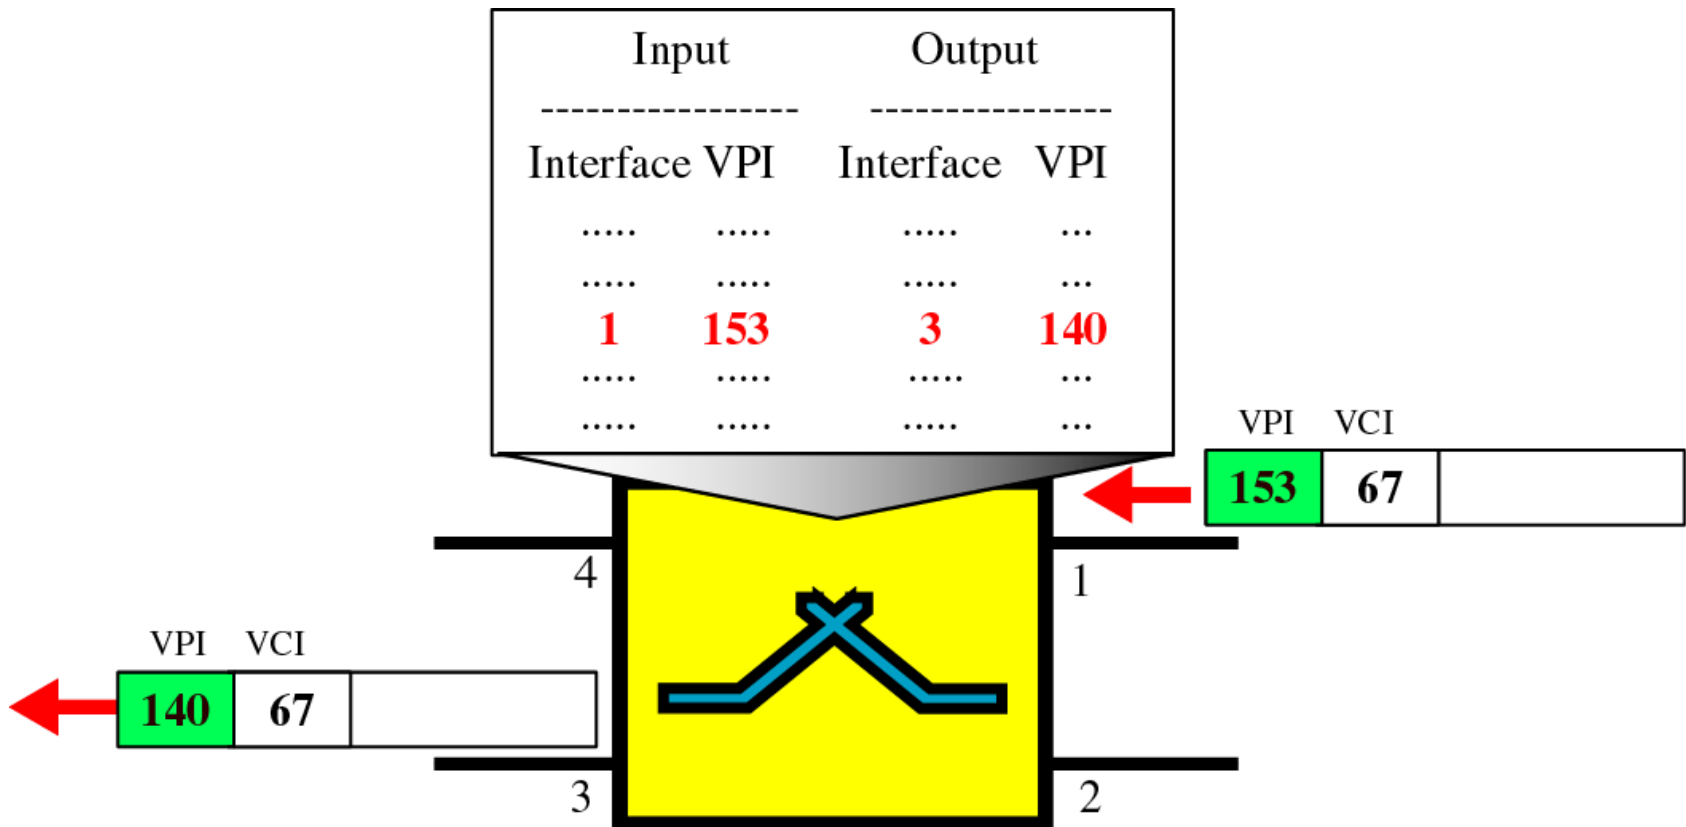 Input Output
----------------- ----------------
Interface VPI Interface VPI
..... ..... ..... ...
..... ..... ..... ...
1 153 3 140
..... ..... ..... ...
..... ..... ..... ...
VPI VCI
153 67
4 1
VPI VCI
140 67
3 2